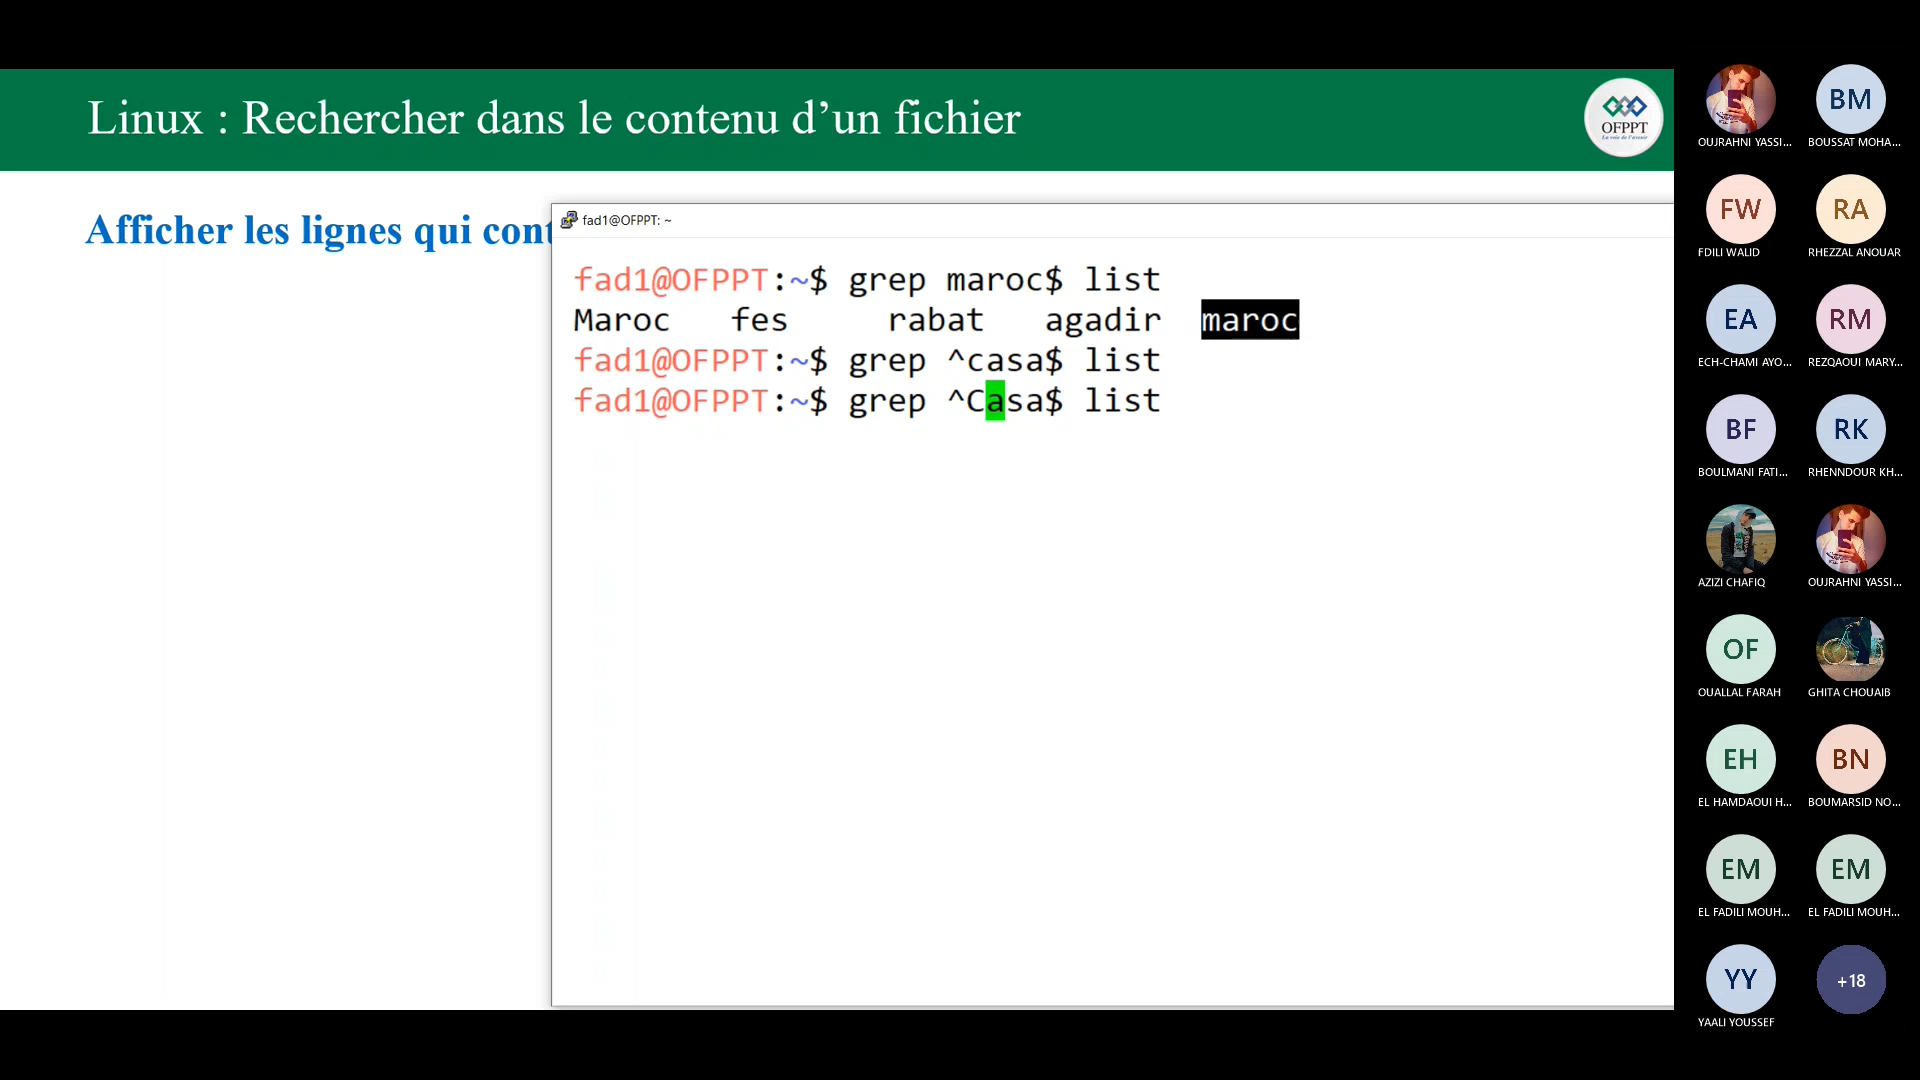 Linux : Rechercher dans le contenu d’un fichier
OFPPT
La voie de l'avenir
Afficher les lignes qui cont
fad1@OFPPT: ~
fad1@OFPPT:~$ grep maroc$ list
Maroc fes rabat agadir maroc
fad1@OFPPT:~$ grep ^casa$ list
fad1@OFPPT:~$ grep ^Casa$ list
OUJRAHNI YASSI...
BM
BOUSSAT MOHA...
FW
FDILI WALID
RA
RHEZZAL ANOUAR
EA
ECH-CHAMI AYO...
RM
REZQAOUI MARY...
BF
BOULMANI FATI...
RK
RHENNDOUR KH...
AZIZI CHAFIQ
OUJRAHNI YASSI...
OF
OUALLAL FARAH
GHITA CHOUAIB
EH
EL HAMDAOUI H...
BN
BOUMARSID NO...
EM
EL FADILI MOUH...
EM
EL FADILI MOUH...
YY
YAALI YOUSSEF
+18